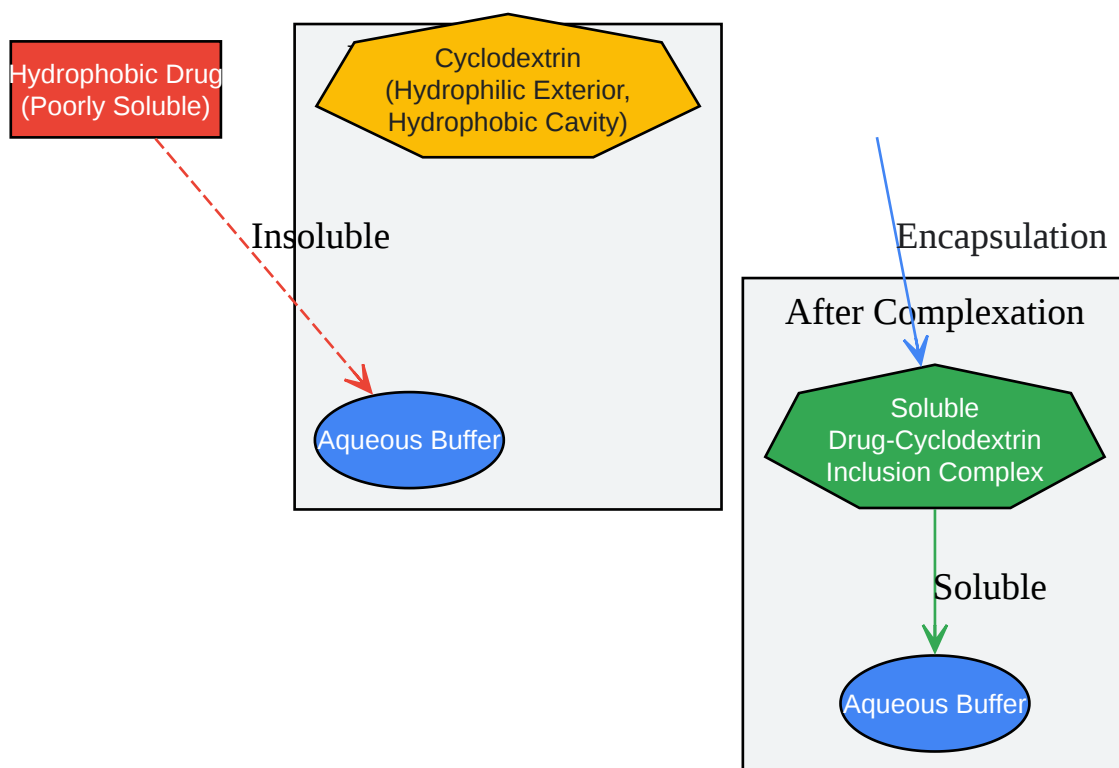 Hydrophobic Drug
(Poorly Soluble)
Cyclodextrin
(Hydrophilic Exterior,
Hydrophobic Cavity)
Insoluble
Aqueous Buffer
Encapsulation
After Complexation
Soluble
Drug-Cyclodextrin
Inclusion Complex
Soluble
Aqueous Buffer